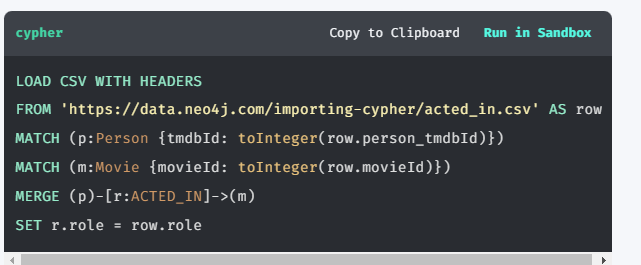 cypher Copy to Clipboard Run in Sandbox
LOAD CSV WITH HEADERS
FROM 'https://data.neo4j.com/importing-cypher/acted_in.csv' AS row
MATCH (p:Person {tmdbId: toInteger(row.person_tmdbId)})
MATCH (m:Movie {movieId: toInteger(row.movieId)})
MERGE (p)-[r:ACTED_IN]->(m)
SET r.role = row.role